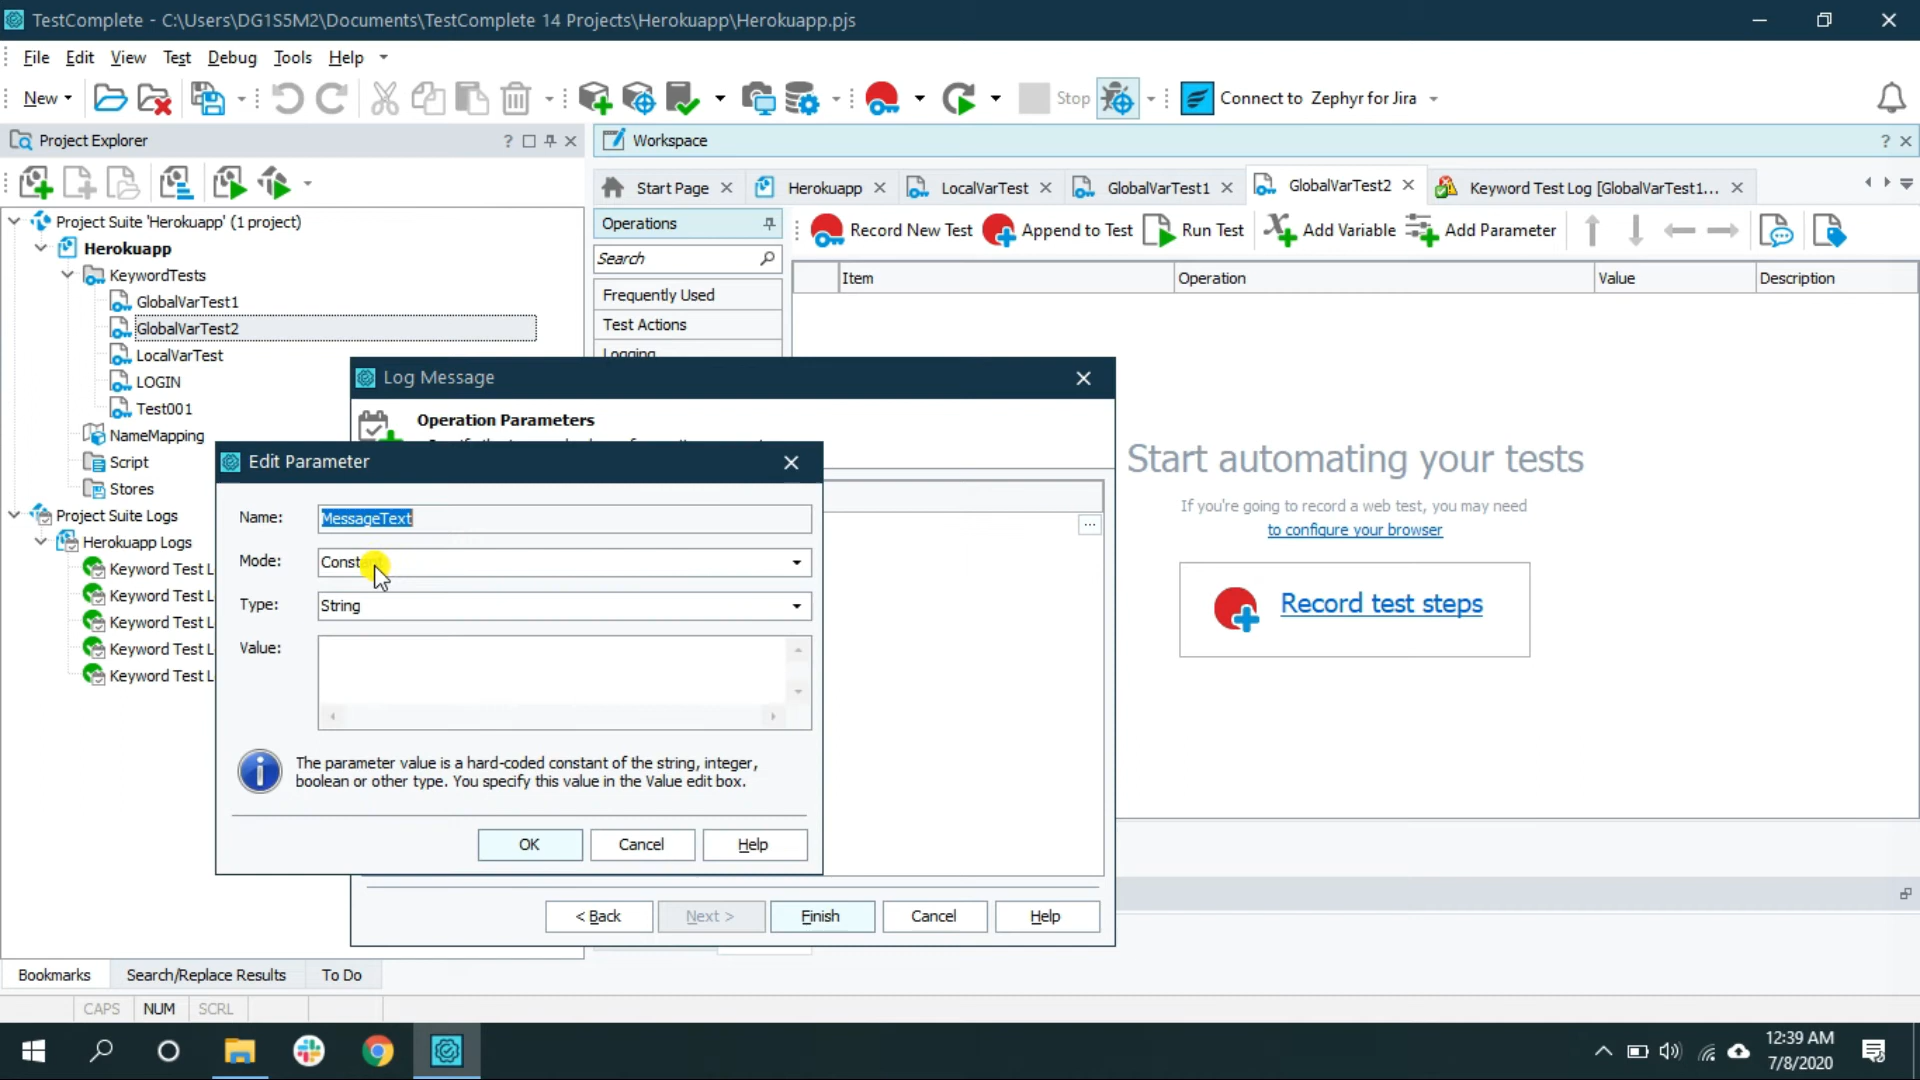 TestComplete - C:\Users\DG1S5M2\Documents\TestComplete 14 Projects\Herokuapp\Herokuapp.pjs
File Edit View Test Debug Tools Help
New Stop Connect to Zephyr for Jira
Project Explorer ?
Workspace ?
Start Page Herokuapp LocalVarTest GlobalVarTest1 GlobalVarTest2 Keyword Test Log [GlobalVarTest1...
Project Suite 'Herokuapp' (1 project)
Herokuapp
KeywordTests
GlobalVarTest1
GlobalVarTest2
LocalVarTest
LOGIN
Test001
NameMapping
Script
Stores
Project Suite Logs
Herokuapp Logs
Keyword Test L
Keyword Test L
Keyword Test L
Keyword Test L
Keyword Test L
Operations
Search
Frequently Used
Test Actions
Logging
Record New Test Append to Test Run Test Add Variable Add Parameter
Item Operation Value Description
Start automating your tests
If you're going to record a web test, you may need
to configure your browser
Record test steps
Log Message
Operation Parameters
...
Edit Parameter
Name: MessageText
Mode: Constant
Type: String
Value:
The parameter value is a hard-coded constant of the string, integer,
boolean or other type. You specify this value in the Value edit box.
OK Cancel Help
< Back Next > Finish Cancel Help
Bookmarks Search/Replace Results To Do
CAPS NUM SCRL
12:39 AM
7/8/2020